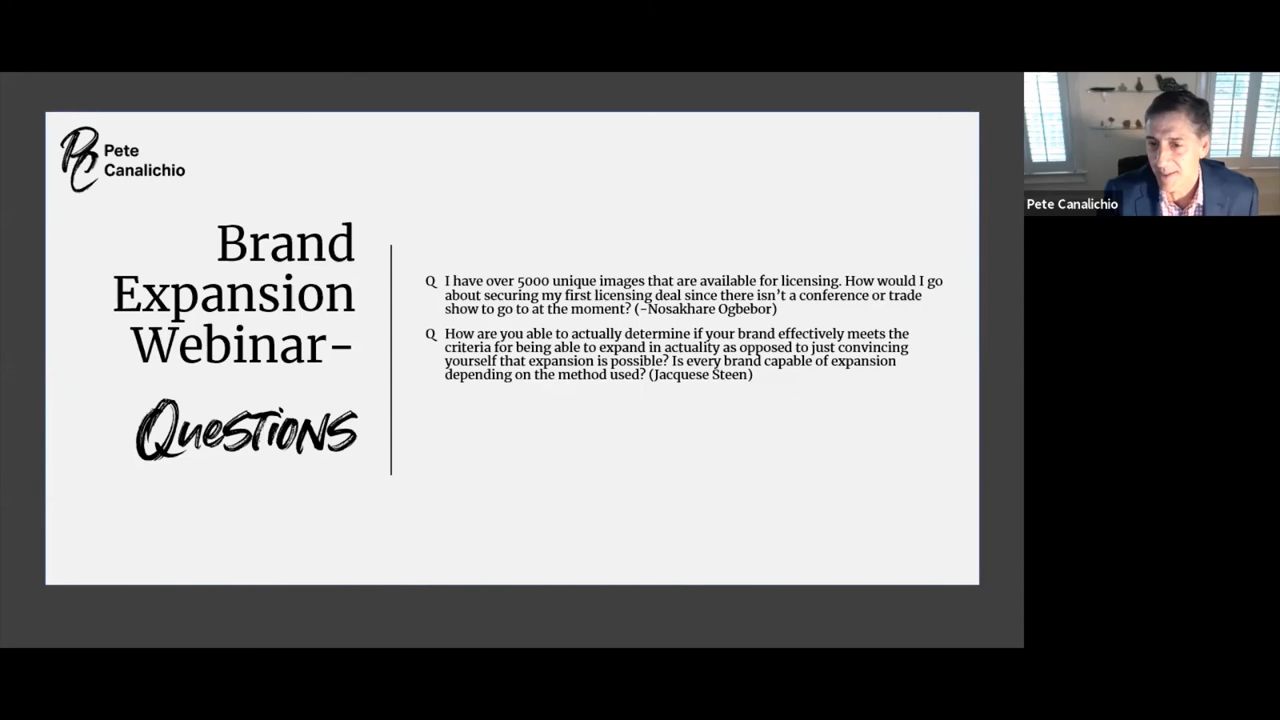 Pete
Canalichio
Brand
Expansion
Webinar-
Questions
Q I have over 5000 unique images that are available for licensing. How would I go
about securing my first licensing deal since there isn’t a conference or trade
show to go to at the moment? (-Nosakhare Ogbebor)
Q How are you able to actually determine if your brand effectively meets the
criteria for being able to expand in actuality as opposed to just convincing
yourself that expansion is possible? Is every brand capable of expansion
depending on the method used? (Jacquese Steen)
Pete Canalichio